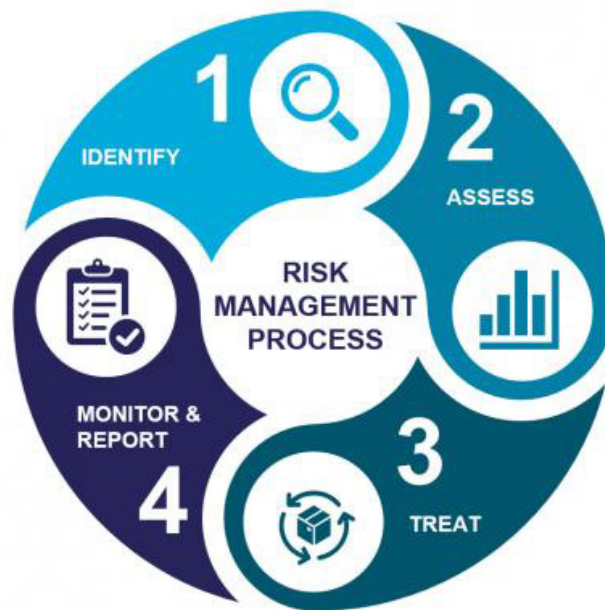 RISK
MANAGEMENT
PROCESS
1
IDENTIFY
2
ASSESS
3
TREAT
MONITOR &
REPORT
4